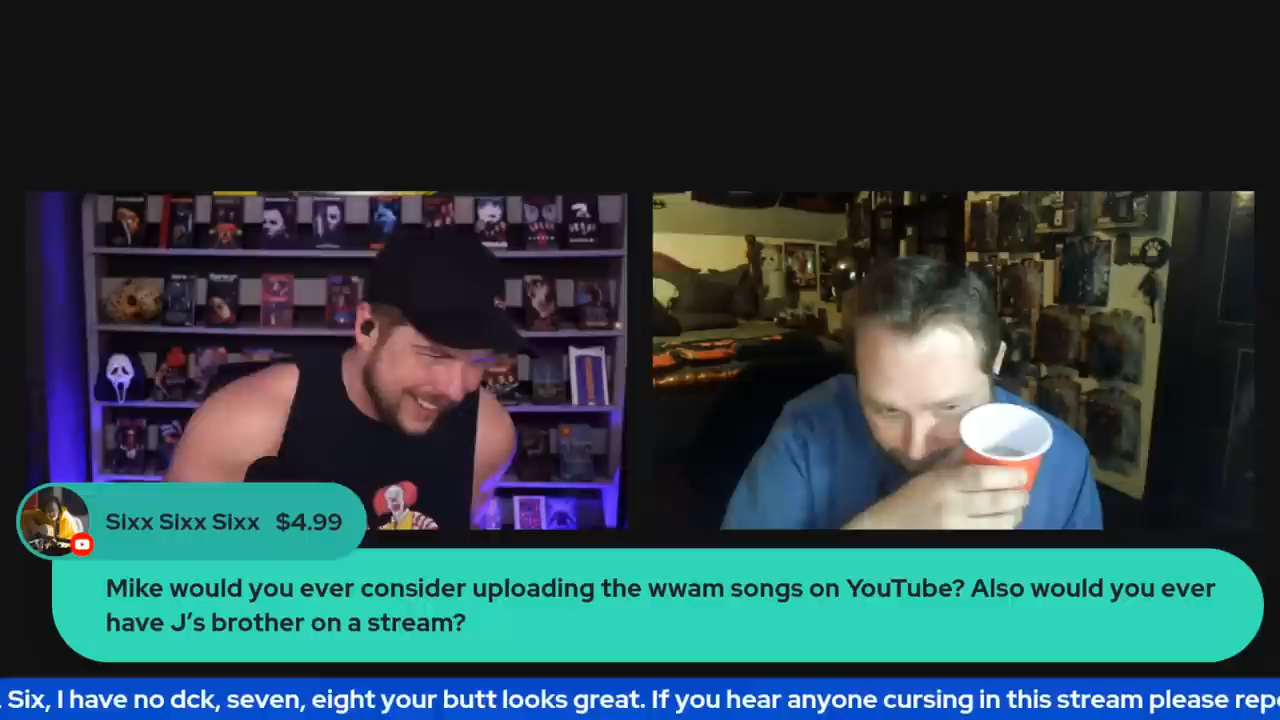 Sixx Sixx Sixx $4.99
Mike would you ever consider uploading the wwam songs on YouTube? Also would you ever
have J’s brother on a stream?
. Six, I have no dck, seven, eight your butt looks great. If you hear anyone cursing in this stream please repo